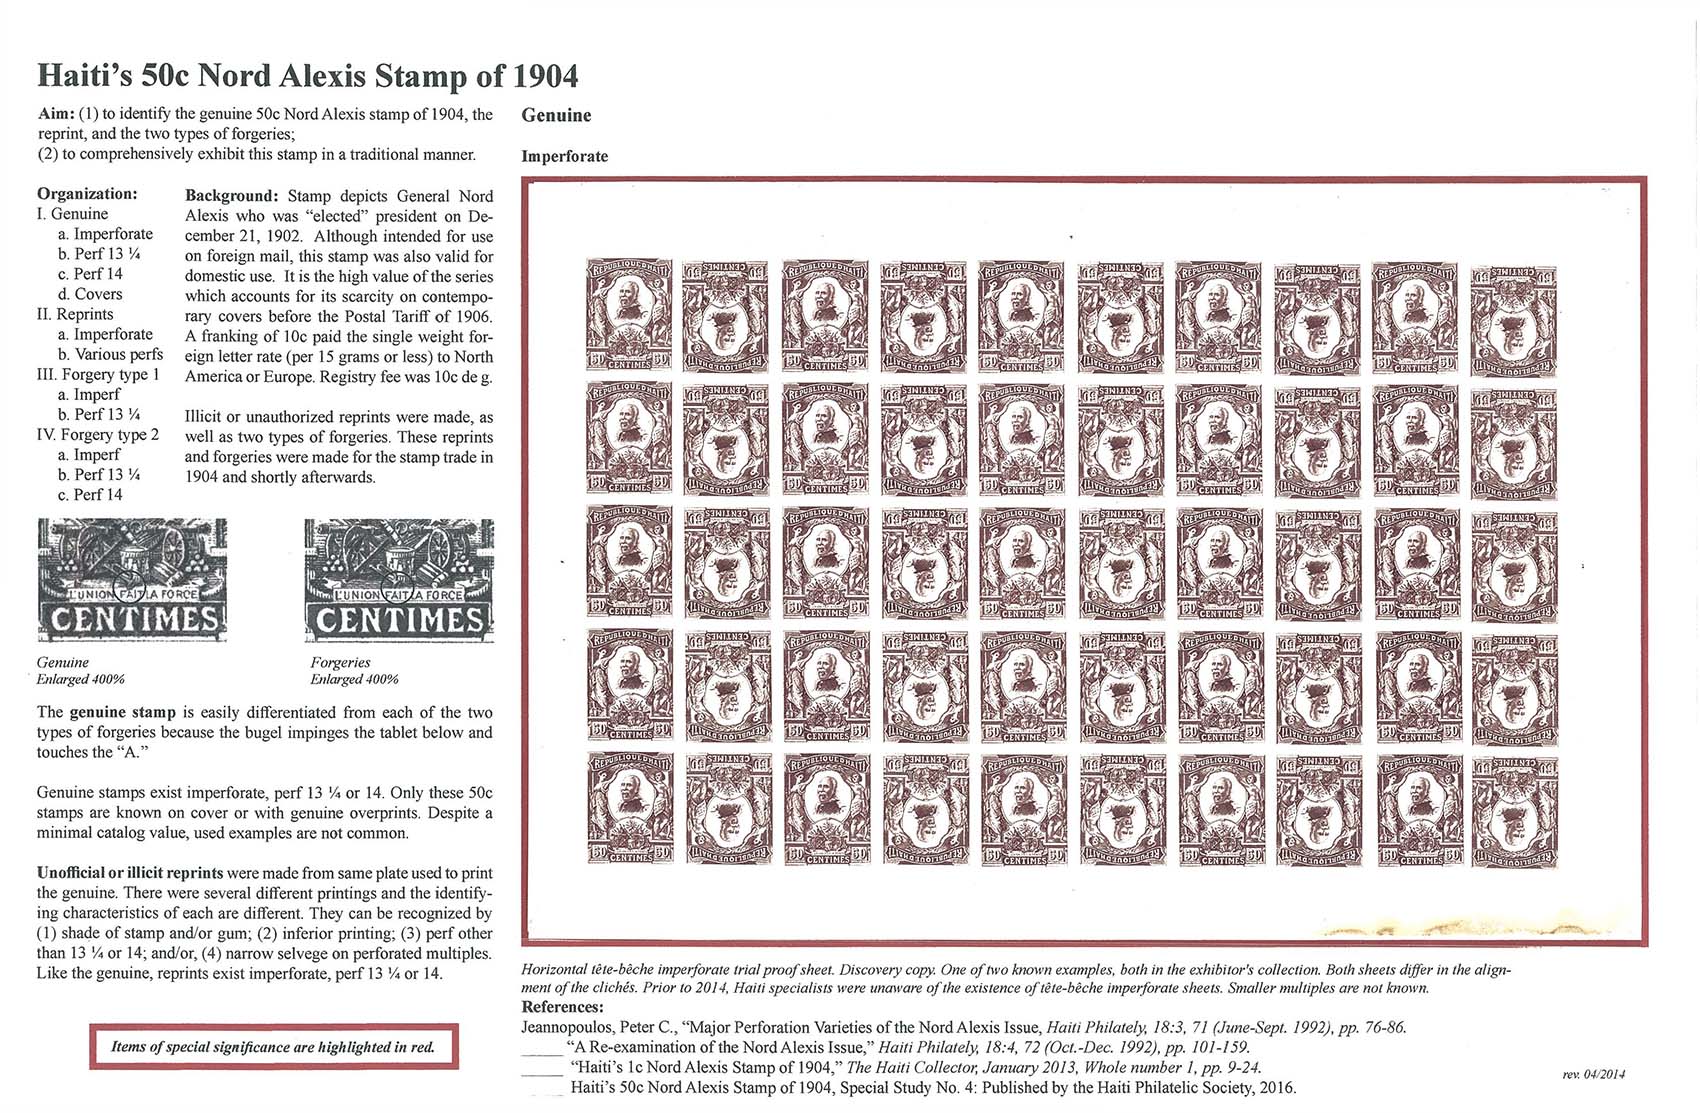 Haiti's 50c Nord Alexis Stamp of 1904
Aim: (1) to identify the genuine 50c Nord Alexis stamp of 1904, the
reprint, and the two types of forgeries;
(2) to comprehensively exhibit this stamp in a traditional manner.
Organization:
I. Genuine
a. Imperforate
b. Perf 13 ¼
c. Perf 14
d. Covers
II. Reprints
a. Imperforate
b. Various perfs
III. Forgery type 1
a. Imperf
b. Perf 13 ¼
IV. Forgery type 2
a. Imperf
b. Perf 13 ¼
c. Perf 14
Background: Stamp depicts General Nord
Alexis who was “elected” president on De-
cember 21, 1902. Although intended for use
on foreign mail, this stamp was also valid for
domestic use. It is the high value of the series
which accounts for its scarcity on contempo-
rary covers before the Postal Tariff of 1906.
A franking of 10c paid the single weight for-
eign letter rate (per 15 grams or less) to North
America or Europe. Registry fee was 10c de g.
Illicit or unauthorized reprints were made, as
well as two types of forgeries. These reprints
and forgeries were made for the stamp trade in
1904 and shortly afterwards.
L'UNION FAIT LA FORCE
CENTIMES
L'UNION FAIT LA FORCE
CENTIMES
Genuine
Enlarged 400%
Forgeries
Enlarged 400%
The genuine stamp is easily differentiated from each of the two
types of forgeries because the bugel impinges the tablet below and
touches the “A.”
Genuine stamps exist imperforate, perf 13 ¼ or 14. Only these 50c
stamps are known on cover or with genuine overprints. Despite a
minimal catalog value, used examples are not common.
Unofficial or illicit reprints were made from same plate used to print
the genuine. There were several different printings and the identify-
ing characteristics of each are different. They can be recognized by
(1) shade of stamp and/or gum; (2) inferior printing; (3) perf other
than 13 ¼ or 14; and/or, (4) narrow selvege on perforated multiples.
Like the genuine, reprints exist imperforate, perf 13 ¼ or 14.
Items of special significance are highlighted in red.
Genuine
Imperforate
REPUBLIQUE D'HAITI
50 CENTIMES 50
Horizontal tête-bêche imperforate trial proof sheet. Discovery copy. One of two known examples, both in the exhibitor's collection. Both sheets differ in the align-
ment of the clichés. Prior to 2014, Haiti specialists were unaware of the existence of tête-bêche imperforate sheets. Smaller multiples are not known.
References:
Jeannopoulos, Peter C., “Major Perforation Varieties of the Nord Alexis Issue, Haiti Philately, 18:3, 71 (June-Sept. 1992), pp. 76-86.
_____ “A Re-examination of the Nord Alexis Issue,” Haiti Philately, 18:4, 72 (Oct.-Dec. 1992), pp. 101-159.
_____ “Haiti's 1c Nord Alexis Stamp of 1904,” The Haiti Collector, January 2013, Whole number 1, pp. 9-24.
_____ Haiti's 50c Nord Alexis Stamp of 1904, Special Study No. 4: Published by the Haiti Philatelic Society, 2016.
rev. 04/2014